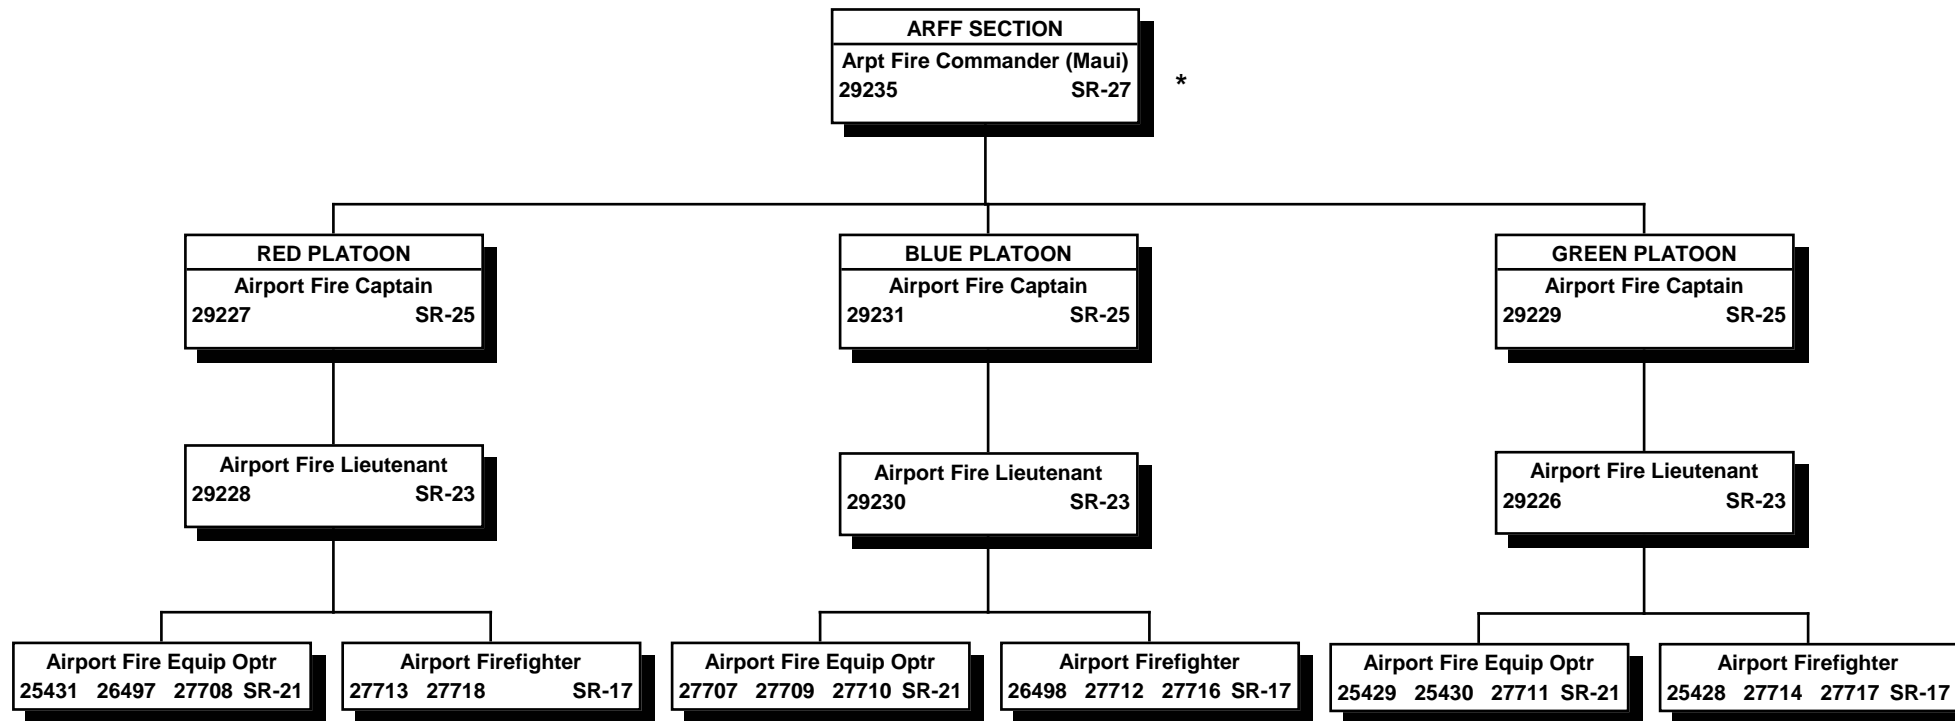 ARFF SECTION
Arpt Fire Commander (Maui)
29235 SR-27 *
RED PLATOON
Airport Fire Captain
29227 SR-25
BLUE PLATOON
Airport Fire Captain
29231 SR-25
GREEN PLATOON
Airport Fire Captain
29229 SR-25
Airport Fire Lieutenant
29228 SR-23
Airport Fire Lieutenant
29230 SR-23
Airport Fire Lieutenant
29226 SR-23
Airport Fire Equip Optr
25431 26497 27708 SR-21
Airport Firefighter
27713 27718 SR-17
Airport Fire Equip Optr
27707 27709 27710 SR-21
Airport Firefighter
26498 27712 27716 SR-17
Airport Fire Equip Optr
25429 25430 27711 SR-21
Airport Firefighter
25428 27714 27717 SR-17